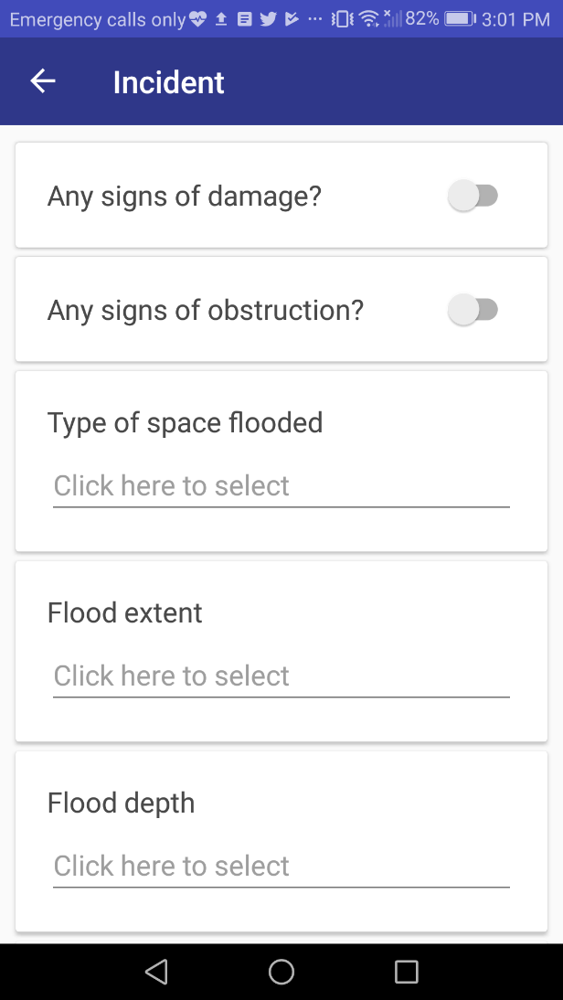 Emergency calls only 82% 3:01 PM
Incident
Any signs of damage?
Any signs of obstruction?
Type of space flooded
Click here to select
Flood extent
Click here to select
Flood depth
Click here to select